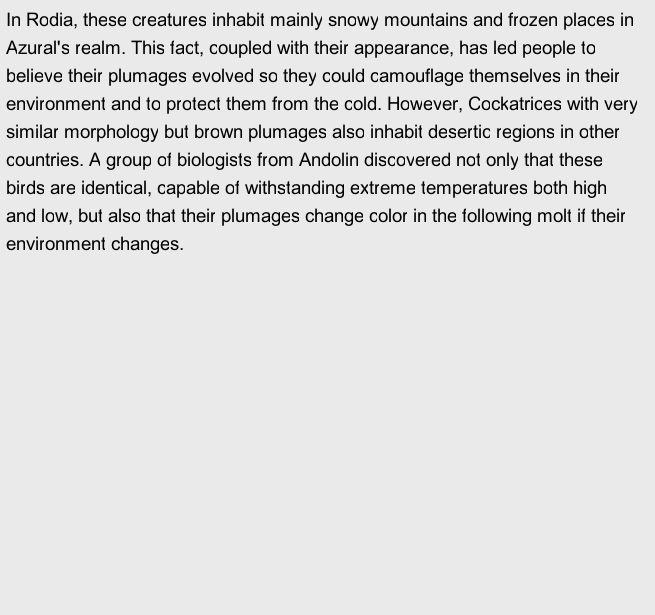 In Rodia, these creatures inhabit mainly snowy mountains and frozen places in
Azural's realm. This fact, coupled with their appearance, has led people to
believe their plumages evolved so they could camouflage themselves in their
environment and to protect them from the cold. However, Cockatrices with very
similar morphology but brown plumages also inhabit desertic regions in other
countries. A group of biologists from Andolin discovered not only that these
birds are identical, capable of withstanding extreme temperatures both high
and low, but also that their plumages change color in the following molt if their
environment changes.